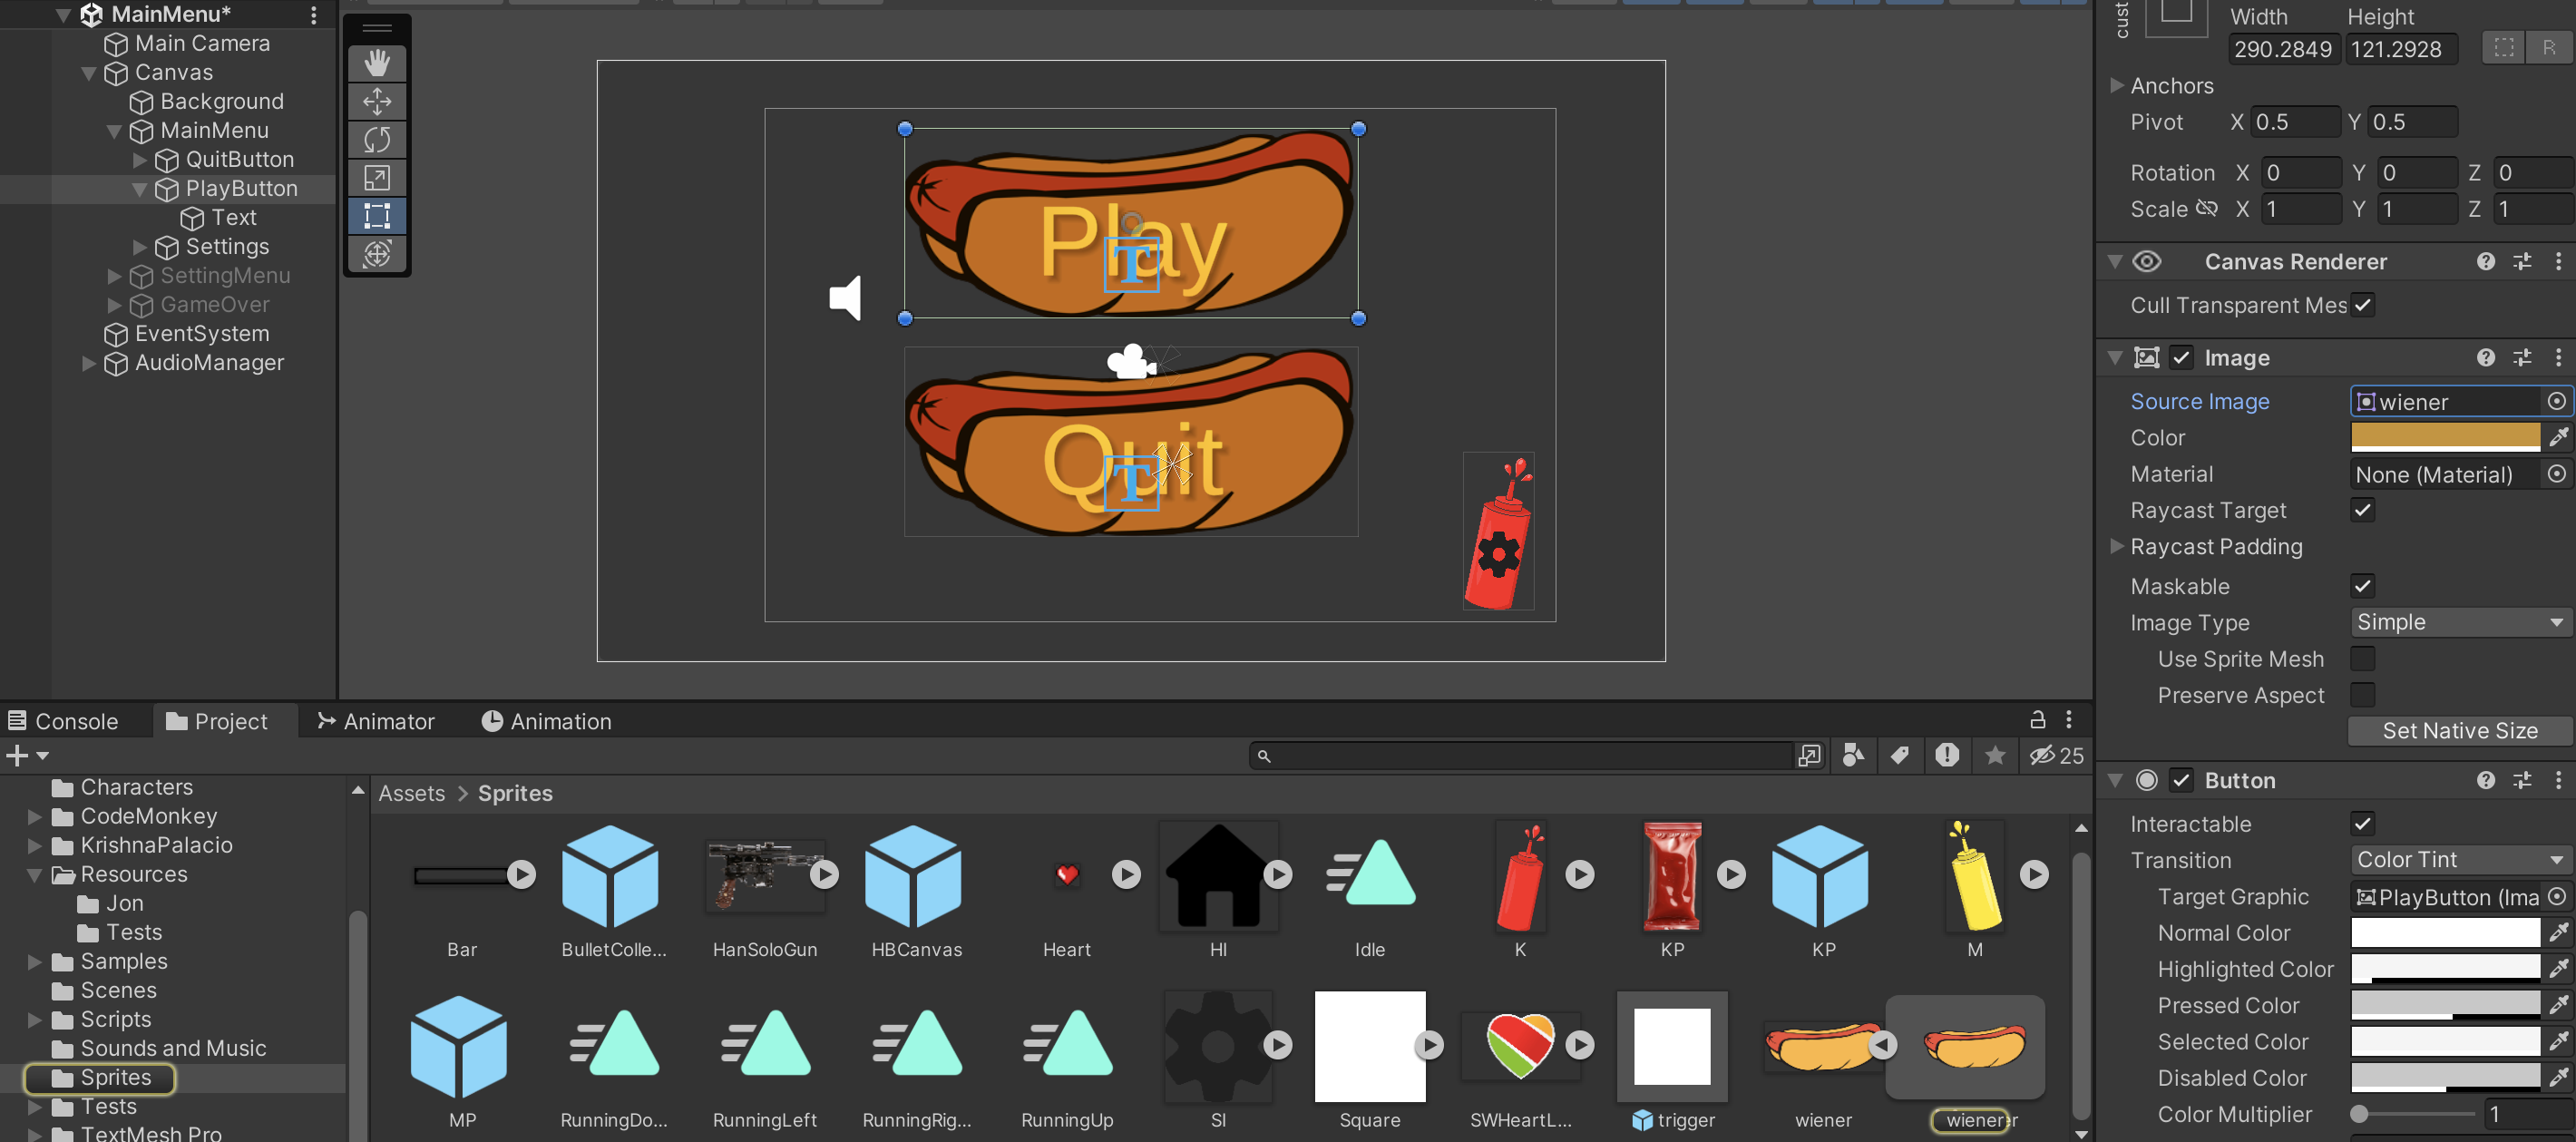 MainMenu*
Main Camera
Canvas
Background
MainMenu
QuitButton
PlayButton
Text
Settings
SettingMenu
GameOver
EventSystem
AudioManager
Play
T
Quit
T
cust
Width Height
290.2849 121.2928 R
Anchors
Pivot X 0.5 Y 0.5
Rotation X 0 Y 0 Z 0
Scale X 1 Y 1 Z 1
Canvas Renderer
Cull Transparent Mes
Image
Source Image wiener
Color
Material None (Material)
Raycast Target
Raycast Padding
Maskable
Image Type Simple
Use Sprite Mesh
Preserve Aspect
Set Native Size
Button
Interactable
Transition Color Tint
Target Graphic PlayButton (Ima
Normal Color
Highlighted Color
Pressed Color
Selected Color
Disabled Color
Color Multiplier 1
Console Project Animator Animation
25
Characters
CodeMonkey
KrishnaPalacio
Resources
Jon
Tests
Samples
Scenes
Scripts
Sounds and Music
Sprites
Tests
TextMesh Pro
Assets > Sprites
Bar BulletColle... HanSoloGun HBCanvas Heart HI Idle K KP KP M
MP RunningDo... RunningLeft RunningRig... RunningUp SI Square SWHeartL... trigger wiener wiener